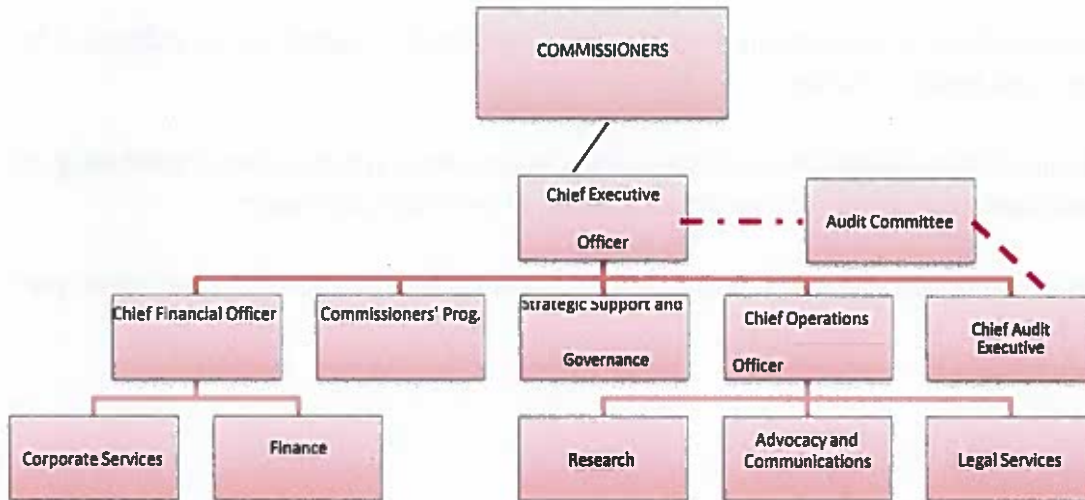 COMMISSIONERS
Chief Executive
Officer
Audit Committee
Chief Financial Officer
Commissioners' Prog.
Strategic Support and
Governance
Chief Operations
Officer
Chief Audit
Executive
Corporate Services
Finance
Research
Advocacy and
Communications
Legal Services